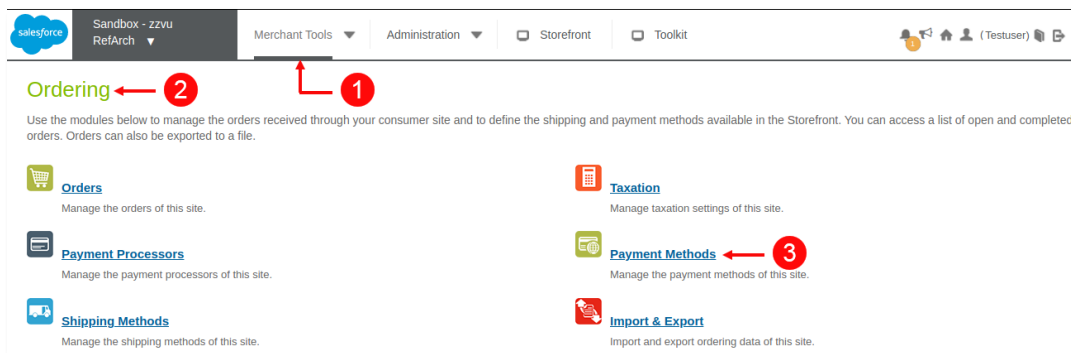 salesforce
Sandbox - zzvu
RefArch ▼
Merchant Tools ▼
Administration ▼
Storefront
Toolkit
1
(Testuser)
1
Ordering
2
Use the modules below to manage the orders received through your consumer site and to define the shipping and payment methods available in the Storefront. You can access a list of open and completed
orders. Orders can also be exported to a file.
Orders
Manage the orders of this site.
Taxation
Manage taxation settings of this site.
Payment Processors
Manage the payment processors of this site.
Payment Methods
3
Manage the payment methods of this site.
Shipping Methods
Manage the shipping methods of this site.
Import & Export
Import and export ordering data of this site.